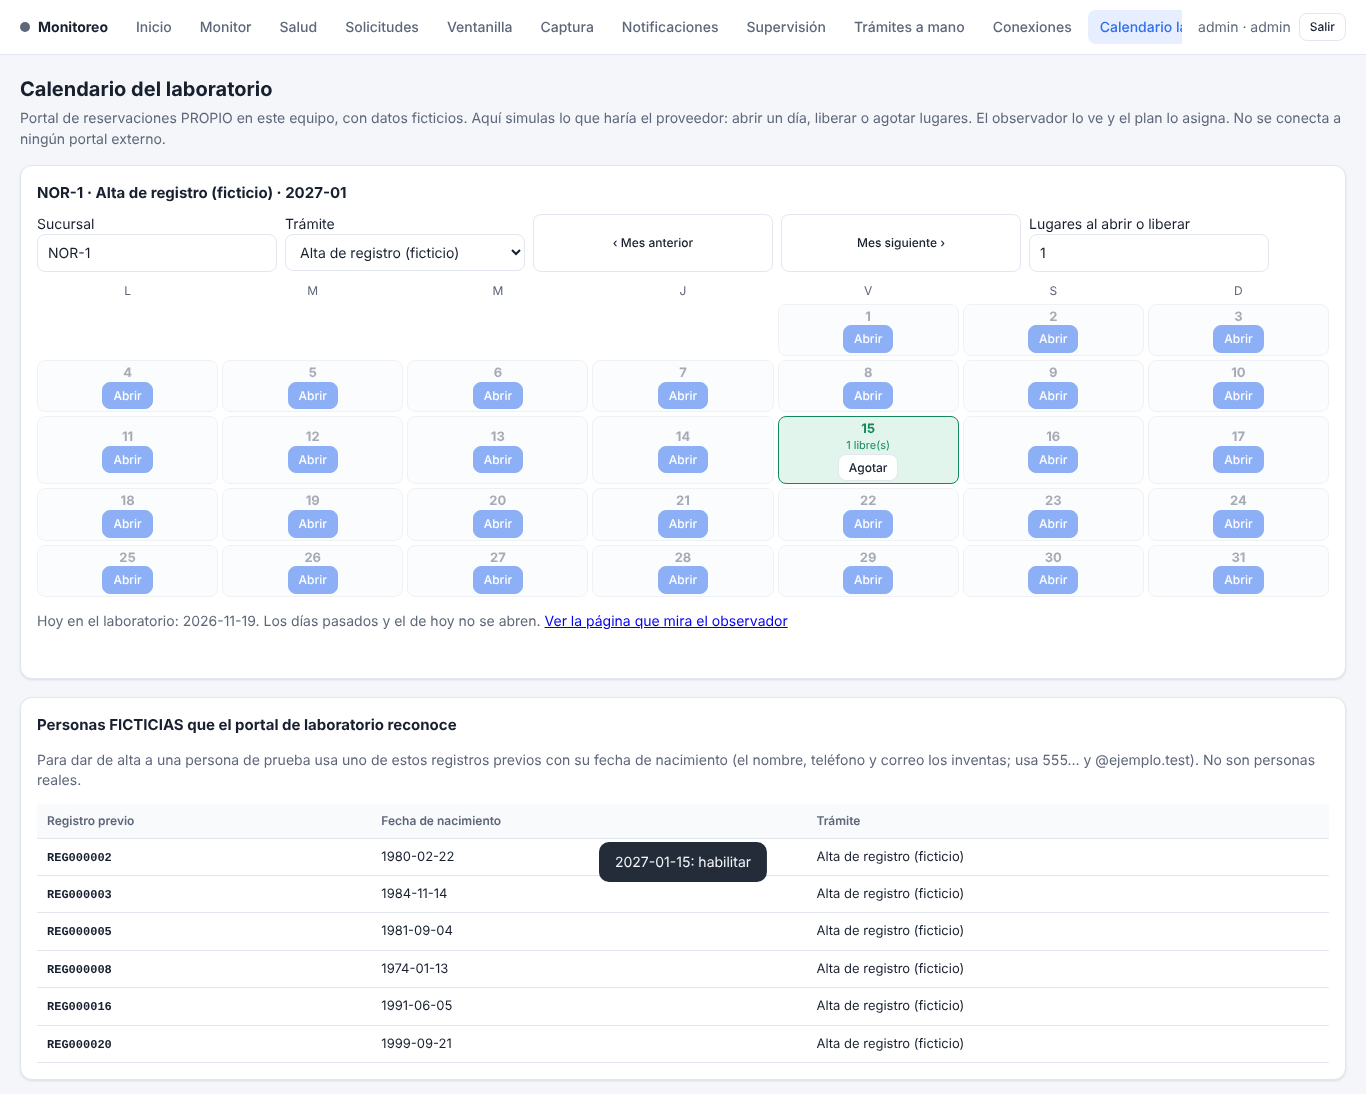 Monitoreo Inicio Monitor Salud Solicitudes Ventanilla Captura Notificaciones Supervisión Trámites a mano Conexiones Calendario admin · admin Salir
Calendario del laboratorio
Portal de reservaciones PROPIO en este equipo, con datos ficticios. Aquí simulas lo que haría el proveedor: abrir un día, liberar o agotar lugares. El observador lo ve y el plan lo asigna. No se conecta a
ningún portal externo.
NOR-1 · Alta de registro (ficticio) · 2027-01
Sucursal Trámite Lugares al abrir o liberar
NOR-1 Alta de registro (ficticio) ‹ Mes anterior Mes siguiente › 1
L M M J V S D
1 2 3
Abrir Abrir Abrir
4 5 6 7 8 9 10
Abrir Abrir Abrir Abrir Abrir Abrir Abrir
11 12 13 14 15 16 17
1 libre(s)
Abrir Abrir Abrir Abrir Agotar Abrir Abrir
18 19 20 21 22 23 24
Abrir Abrir Abrir Abrir Abrir Abrir Abrir
25 26 27 28 29 30 31
Abrir Abrir Abrir Abrir Abrir Abrir Abrir
Hoy en el laboratorio: 2026-11-19. Los días pasados y el de hoy no se abren. Ver la página que mira el observador
Personas FICTICIAS que el portal de laboratorio reconoce
Para dar de alta a una persona de prueba usa uno de estos registros previos con su fecha de nacimiento (el nombre, teléfono y correo los inventas; usa 555... y @ejemplo.test). No son personas
reales.
Registro previo Fecha de nacimiento Trámite
REG000002 1980-02-22 Alta de registro (ficticio)
2027-01-15: habilitar
REG000003 1984-11-14 Alta de registro (ficticio)
REG000005 1981-09-04 Alta de registro (ficticio)
REG000008 1974-01-13 Alta de registro (ficticio)
REG000016 1991-06-05 Alta de registro (ficticio)
REG000020 1999-09-21 Alta de registro (ficticio)